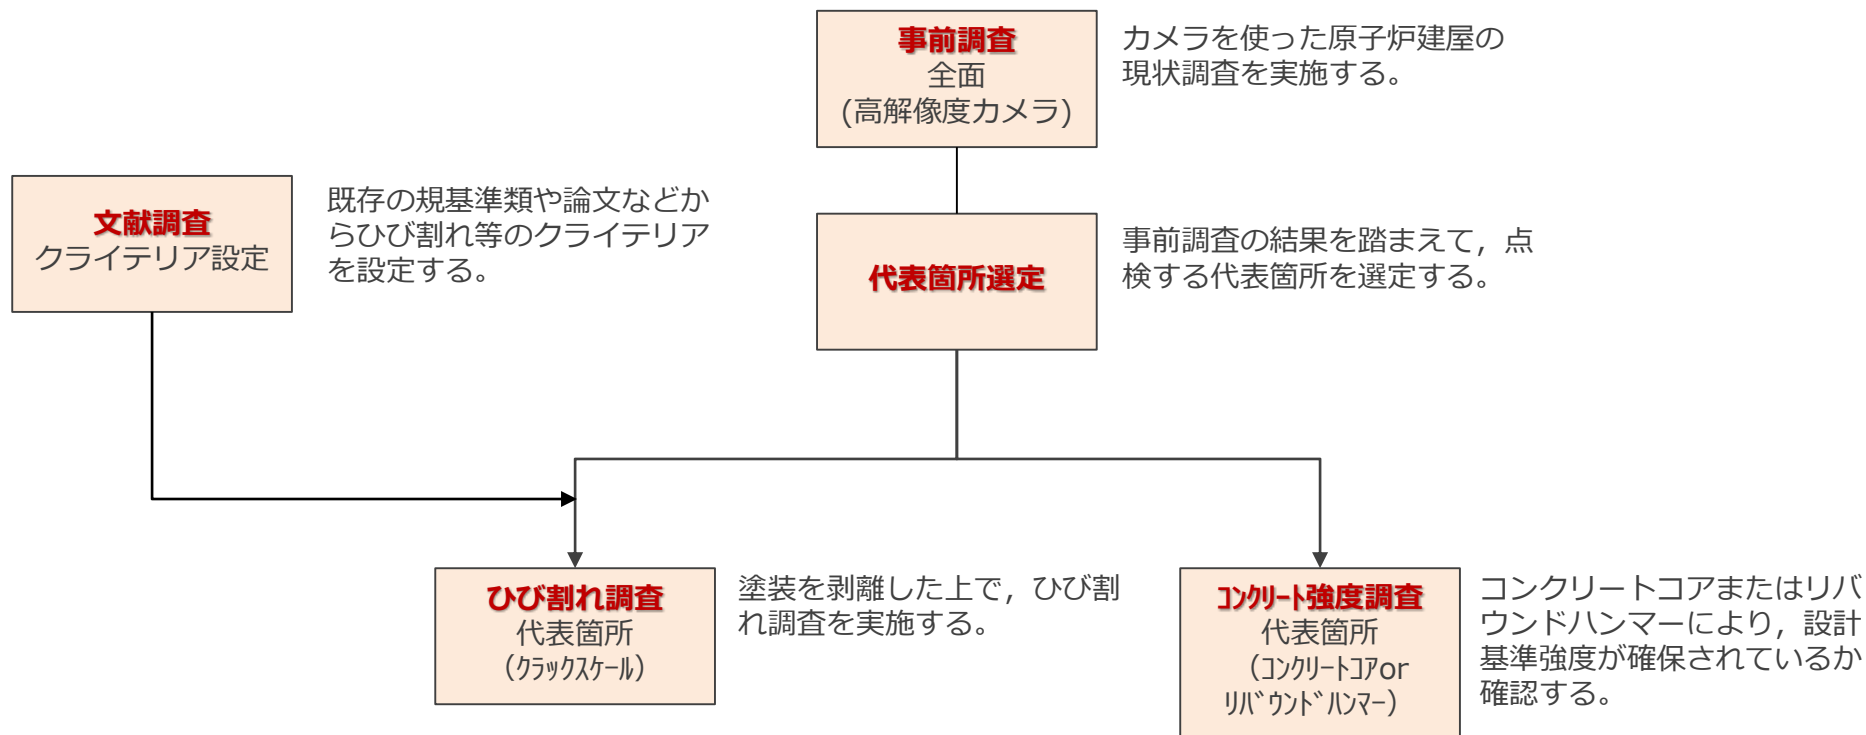 事前調査
全面
(高解像度カメラ)
カメラを使った原子炉建屋の
現状調査を実施する。
文献調査
クライテリア設定
既存の規基準類や論文などか
らひび割れ等のクライテリア
を設定する。
代表箇所選定
事前調査の結果を踏まえて，点
検する代表箇所を選定する。
ひび割れ調査
代表箇所
（ｸﾗｯｸｽｹｰﾙ）
塗装を剥離した上で，ひび割
れ調査を実施する。
ｺﾝｸﾘｰﾄ強度調査
代表箇所
（ｺﾝｸﾘｰﾄｺｱor
ﾘﾊﾞｳﾝﾄﾞﾊﾝﾏｰ）
コンクリートコアまたはリバ
ウンドハンマーにより，設計
基準強度が確保されているか
確認する。